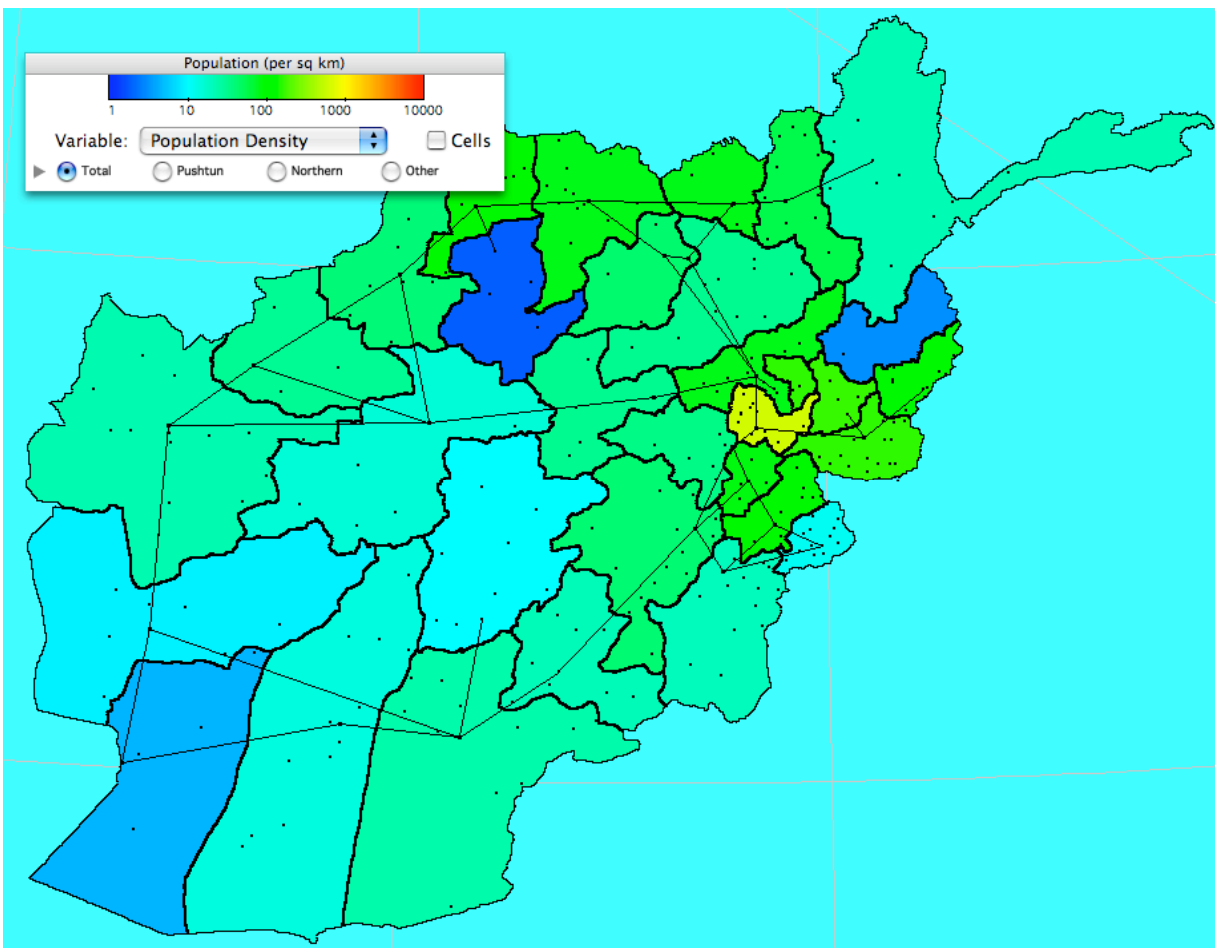 Population (per sq km)
1 10 100 1000 10000
Variable: Population Density Cells
Total Pushtun Northern Other